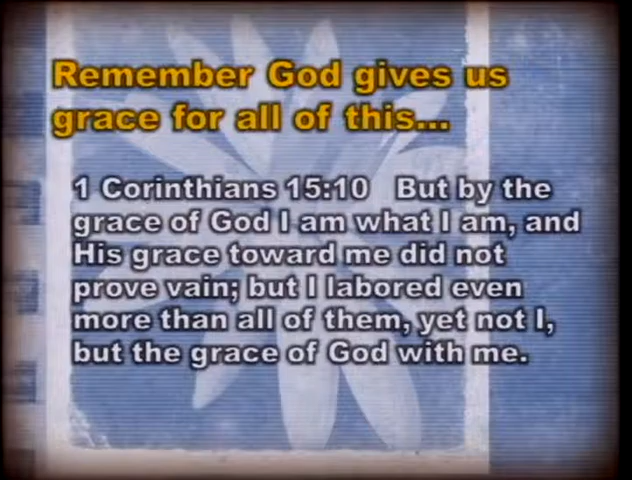 Remember God gives us
grace for all of this...
1 Corinthians 15:10 But by the
grace of God I am what I am, and
His grace toward me did not
prove vain; but I labored even
more than all of them, yet not I,
but the grace of God with me.